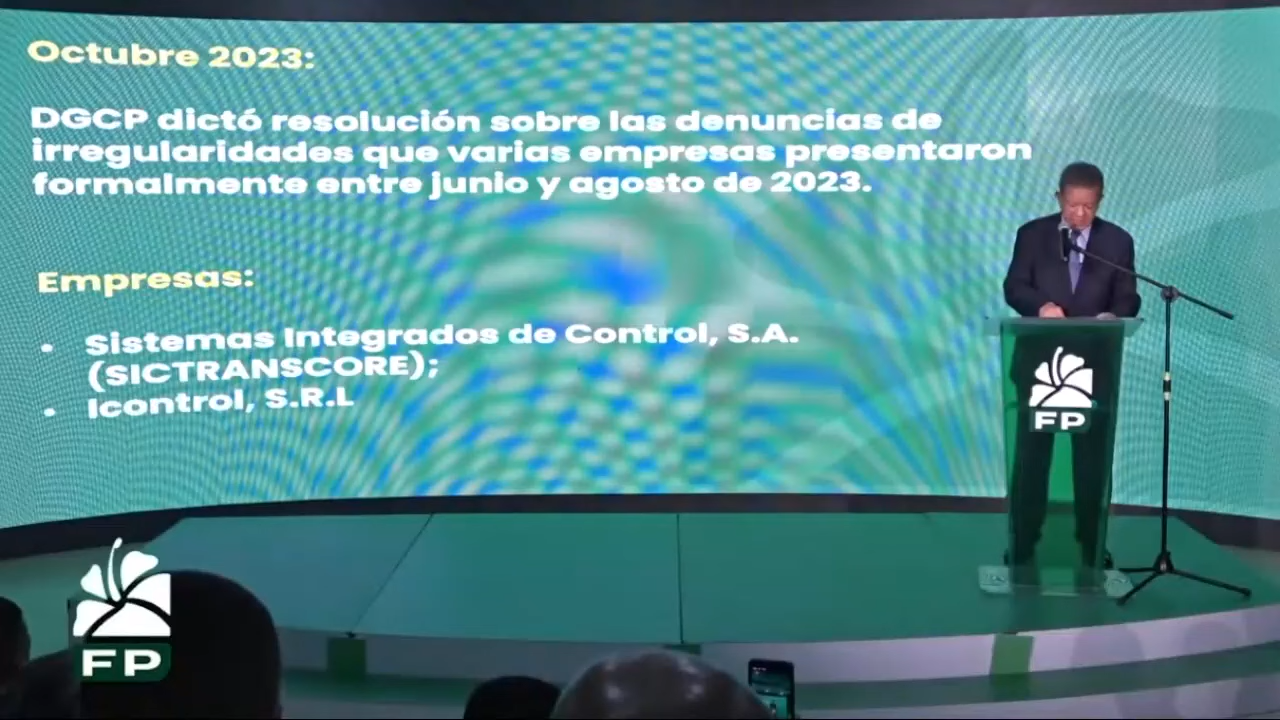 Octubre 2023:
DGCP dictó resolución sobre las denuncias de
irregularidades que varias empresas presentaron
formalmente entre junio y agosto de 2023.
Empresas:
• Sistemas Integrados de Control, S.A.
(SICTRANSCORE);
• Icontrol, S.R.L
FP
FP